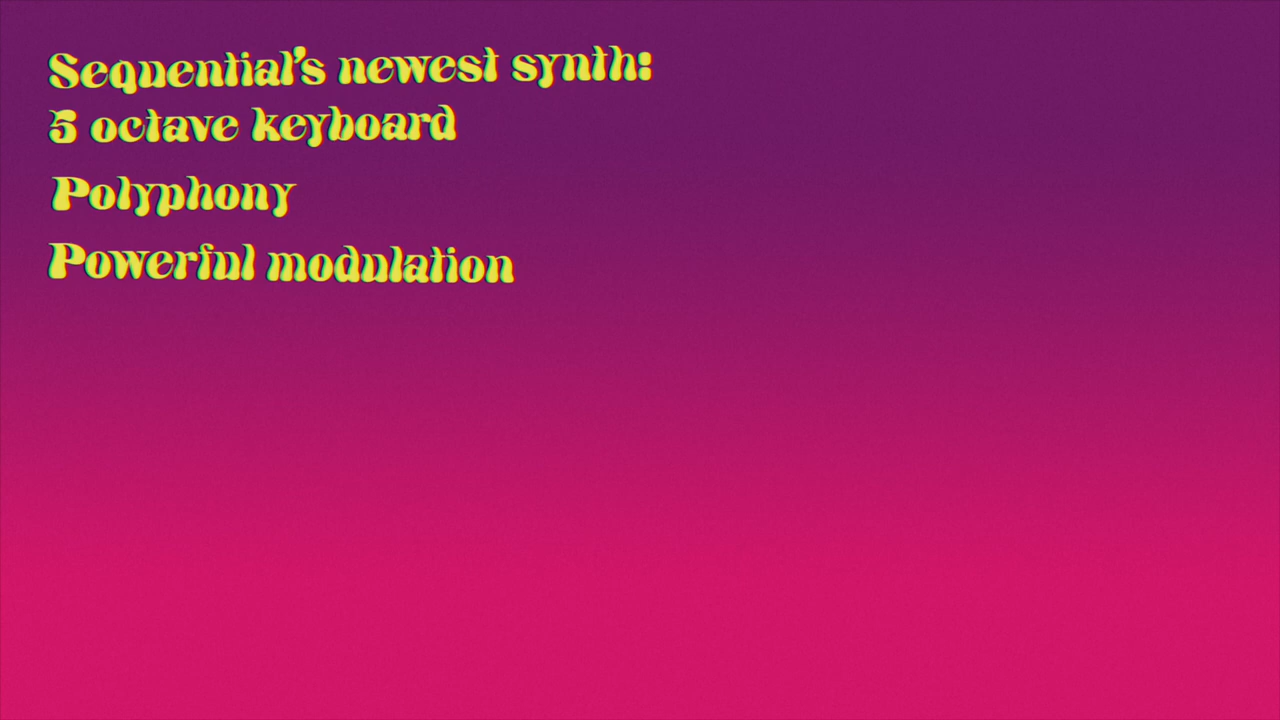 Sequential's newest synth:
5 octave keyboard
Polyphony
Powerful modulation